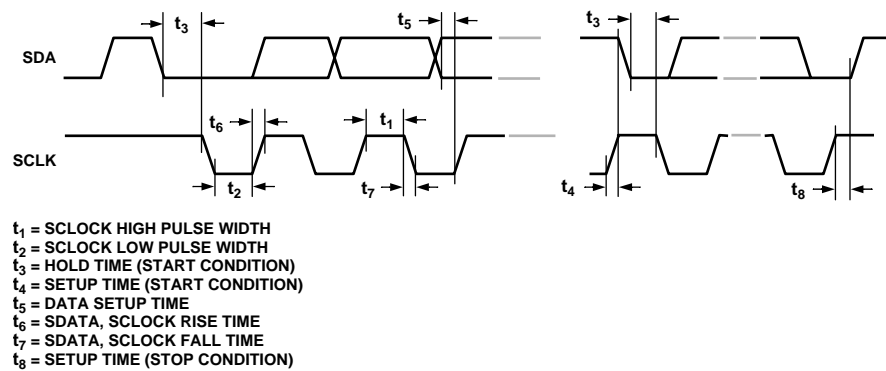 t3
t5
t3
SDA
t6
t1
SCLK
t2
t7
t4
t8
t1 = SCLOCK HIGH PULSE WIDTH
t2 = SCLOCK LOW PULSE WIDTH
t3 = HOLD TIME (START CONDITION)
t4 = SETUP TIME (START CONDITION)
t5 = DATA SETUP TIME
t6 = SDATA, SCLOCK RISE TIME
t7 = SDATA, SCLOCK FALL TIME
t8 = SETUP TIME (STOP CONDITION)